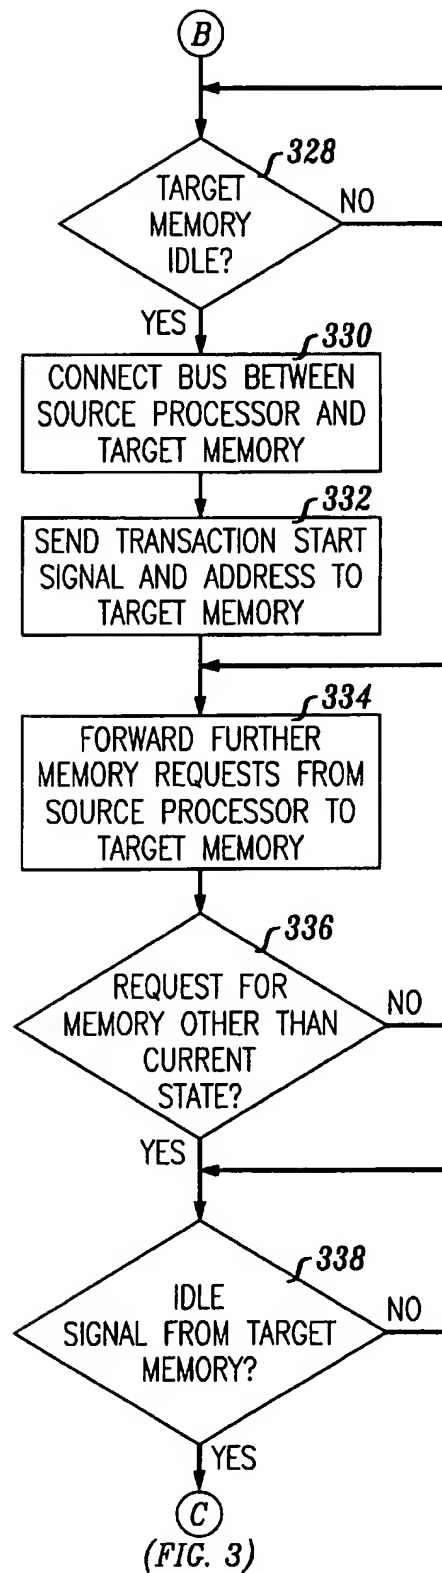 B
328
TARGET
MEMORY
IDLE?
NO
YES
330
CONNECT BUS BETWEEN
SOURCE PROCESSOR AND
TARGET MEMORY
332
SEND TRANSACTION START
SIGNAL AND ADDRESS TO
TARGET MEMORY
334
FORWARD FURTHER
MEMORY REQUESTS FROM
SOURCE PROCESSOR TO
TARGET MEMORY
336
REQUEST FOR
MEMORY OTHER THAN
CURRENT
STATE?
NO
YES
338
IDLE
SIGNAL FROM TARGET
MEMORY?
NO
YES
C
(FIG. 3)